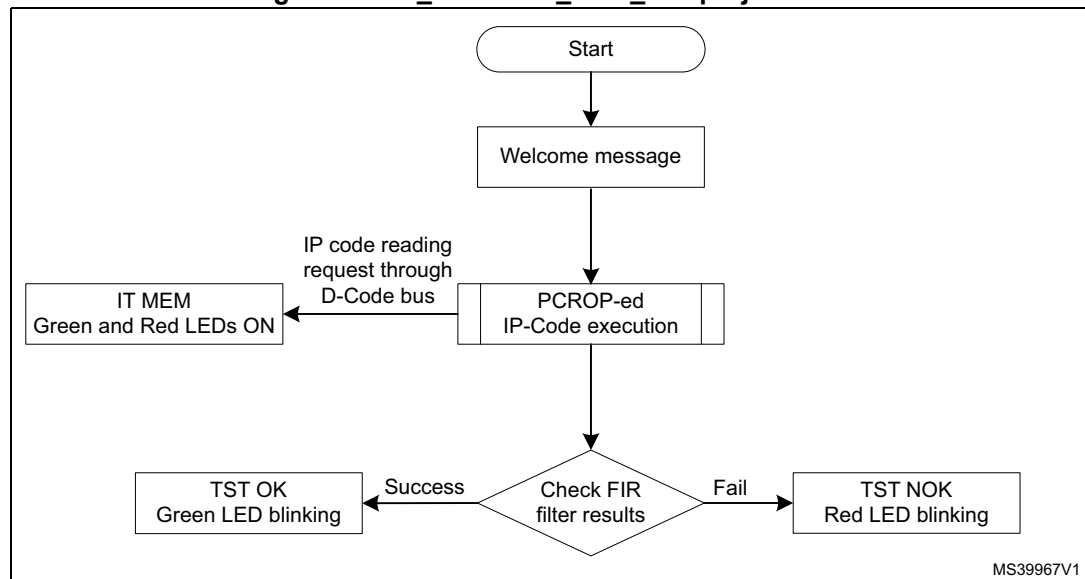 Start
Welcome message
IP code reading
request through
D-Code bus
IT MEM
Green and Red LEDs ON
PCROP-ed
IP-Code execution
TST OK
Green LED blinking
Success
Check FIR
filter results
Fail
TST NOK
Red LED blinking
MS39967V1